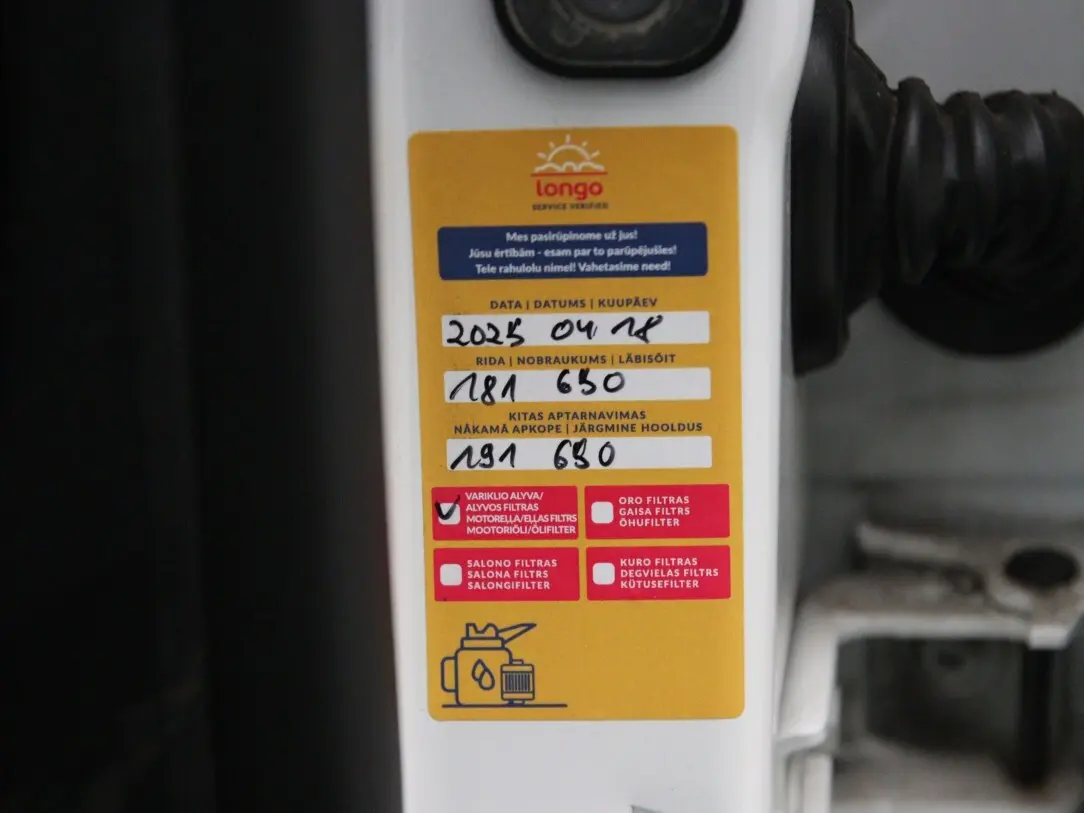 longo
SERVICE VERIFIED
Mes pasirūpinome už jus!
Jūsu ērtībām - esam par to parūpējušies!
Teie rahulolu nimel! Vahetasime need!
DATA | DATUMS | KUUPÄEV
2025 04 18
RIDA | NOBRAUKUMS | LÄBISÕIT
181 650
KITAS APTARNAVIMAS
NĀKAMĀ APKOPE | JÄRGMINE HOOLDUS
191 650
VARIKLIO ALYVA/
ALYVOS FILTRAS
MOTOREĻĻA/EĻĻAS FILTRS
MOOTORIÕLI/ÕLIFILTER
ORO FILTRAS
GAISA FILTRS
ÕHUFILTER
SALONO FILTRAS
SALONA FILTRS
SALONGIFILTER
KURO FILTRAS
DEGVIELAS FILTRS
KÜTUSEFILTER